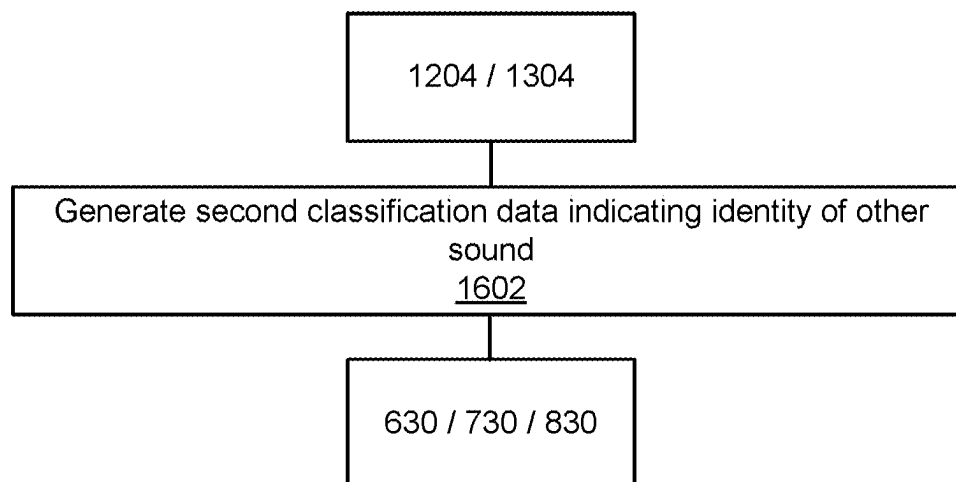 1204 / 1304
Generate second classification data indicating identity of other
sound
1602
630 / 730 / 830